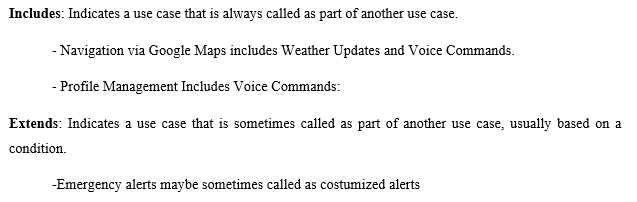 Includes: Indicates a use case that is always called as part of another use case.
- Navigation via Google Maps includes Weather Updates and Voice Commands.
- Profile Management Includes Voice Commands:
Extends: Indicates a use case that is sometimes called as part of another use case, usually based on a
condition.
-Emergency alerts maybe sometimes called as costumized alerts